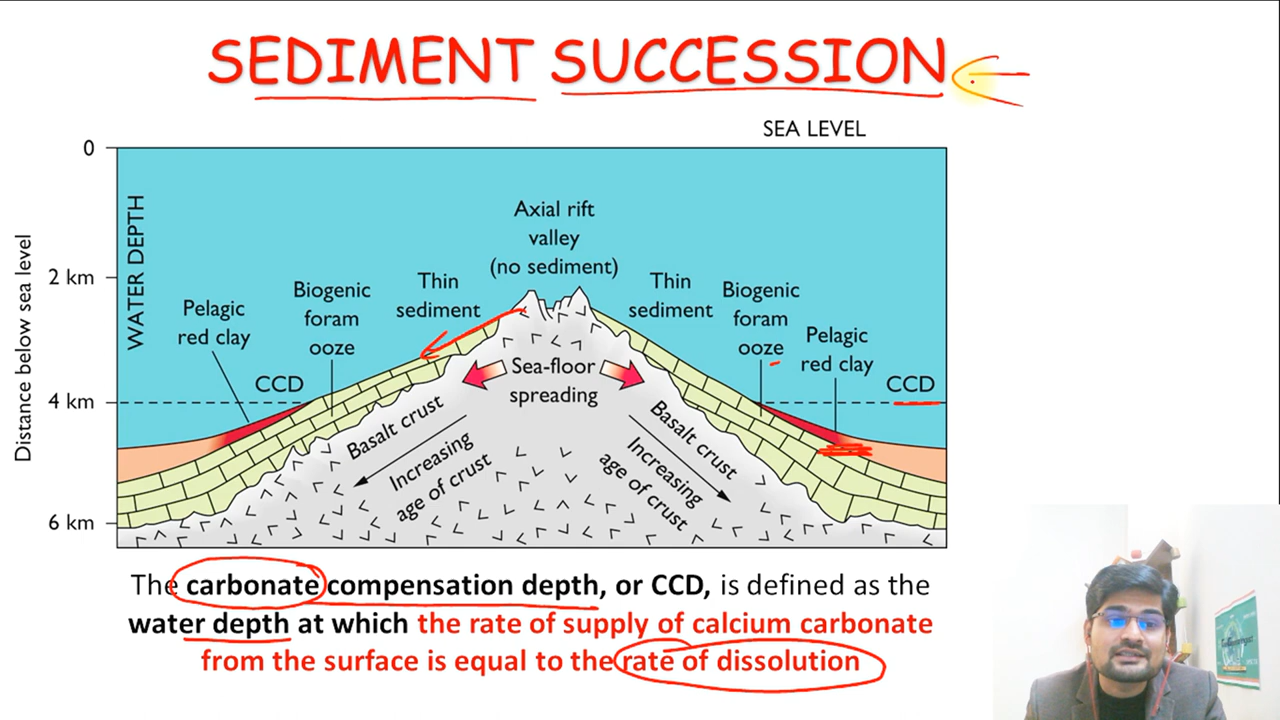 SEDIMENT SUCCESSION
SEA LEVEL
0
WATER DEPTH
Distance below sea level
Axial rift
valley
(no sediment)
2 km
Thin
sediment
Thin
sediment
Biogenic
foram
ooze
Biogenic
foram
ooze
Pelagic
red clay
Pelagic
red clay
CCD
CCD
4 km
Sea-floor
spreading
Basalt crust
Increasing
age of crust
Basalt crust
Increasing
age of crust
6 km
The carbonate compensation depth, or CCD, is defined as the
water depth at which the rate of supply of calcium carbonate
from the surface is equal to the rate of dissolution